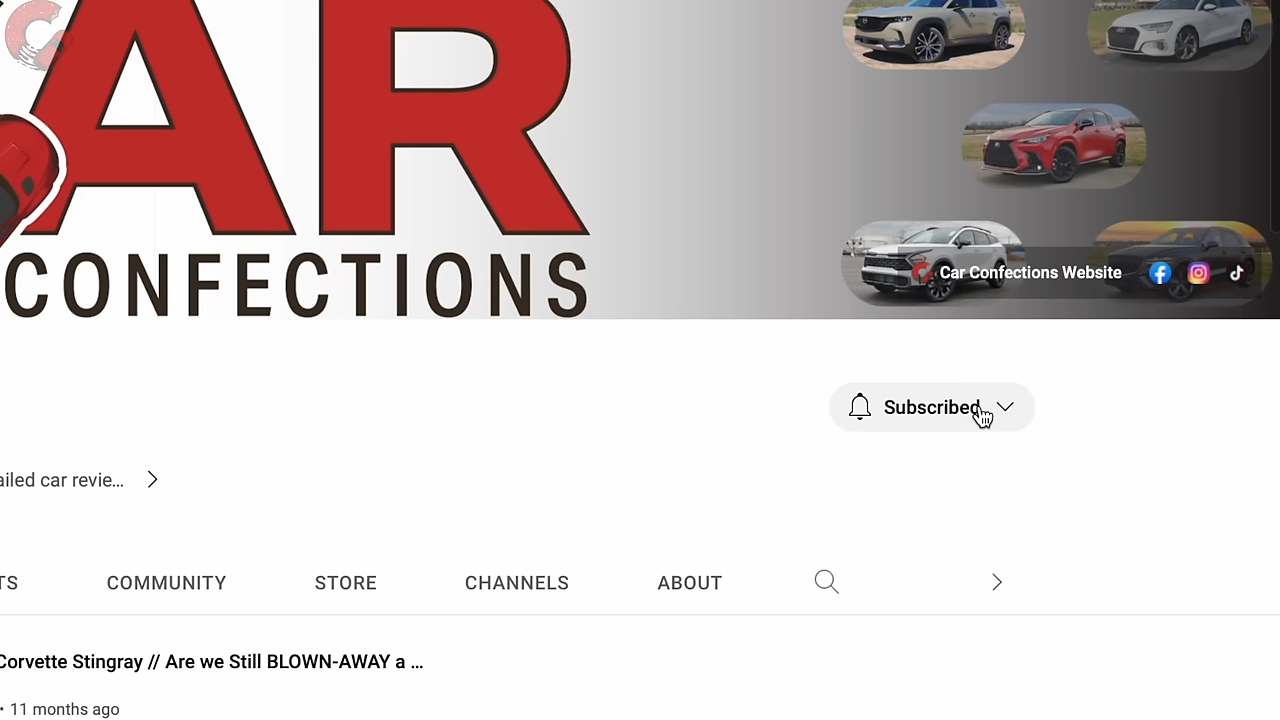 AR
CONFECTIONS
Car Confections Website
Subscribed
ailed car revie...
TS
COMMUNITY
STORE
CHANNELS
ABOUT
Corvette Stingray // Are we Still BLOWN-AWAY a ...
• 11 months ago